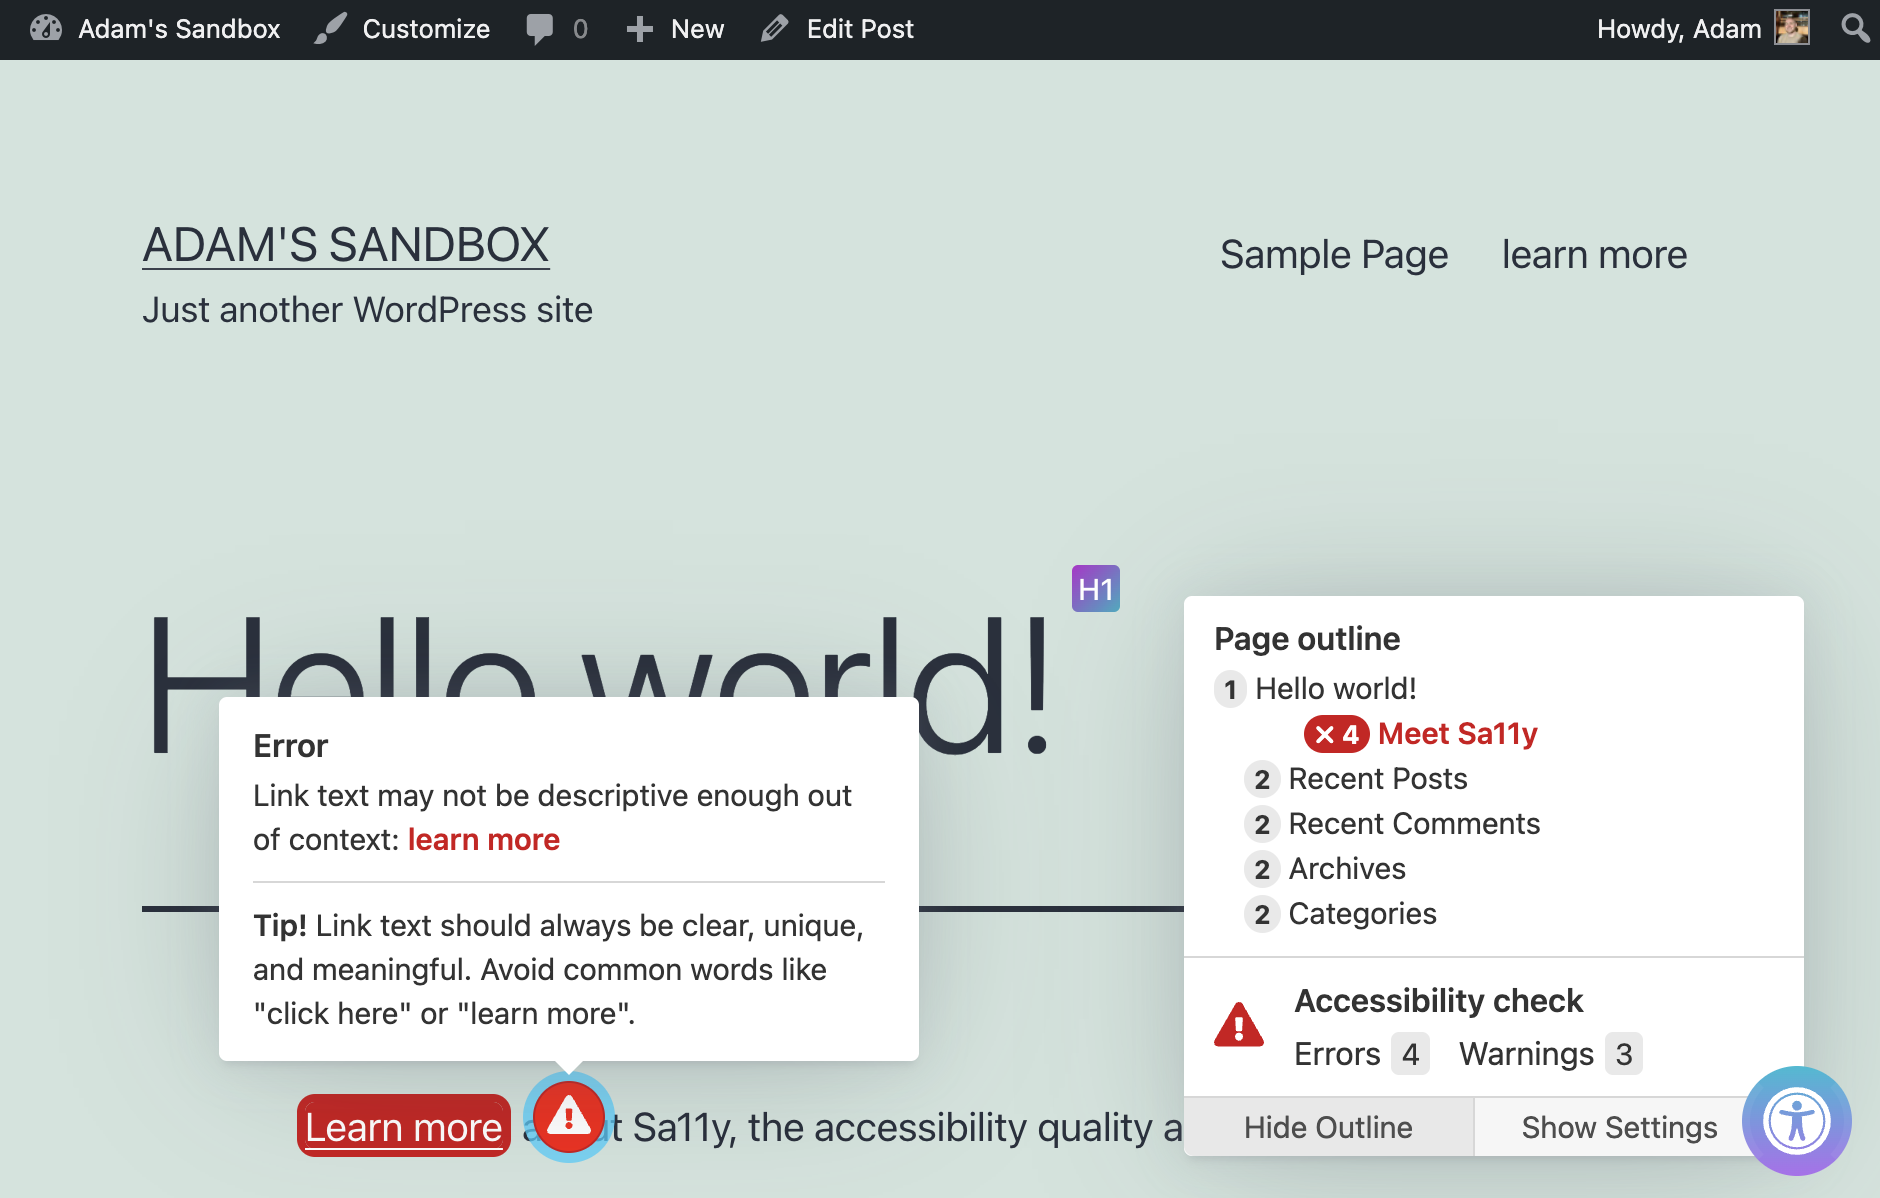 Adam's Sandbox Customize 0 New Edit Post Howdy, Adam
ADAM'S SANDBOX
Just another WordPress site
Sample Page learn more
Hello world!
H1
Error
Link text may not be descriptive enough out
of context: learn more
Tip! Link text should always be clear, unique,
and meaningful. Avoid common words like
"click here" or "learn more".
Learn more
Sa11y, the accessibility quality a
Page outline
1 Hello world!
4 Meet Sa11y
2 Recent Posts
2 Recent Comments
2 Archives
2 Categories
Accessibility check
Errors 4 Warnings 3
Hide Outline Show Settings